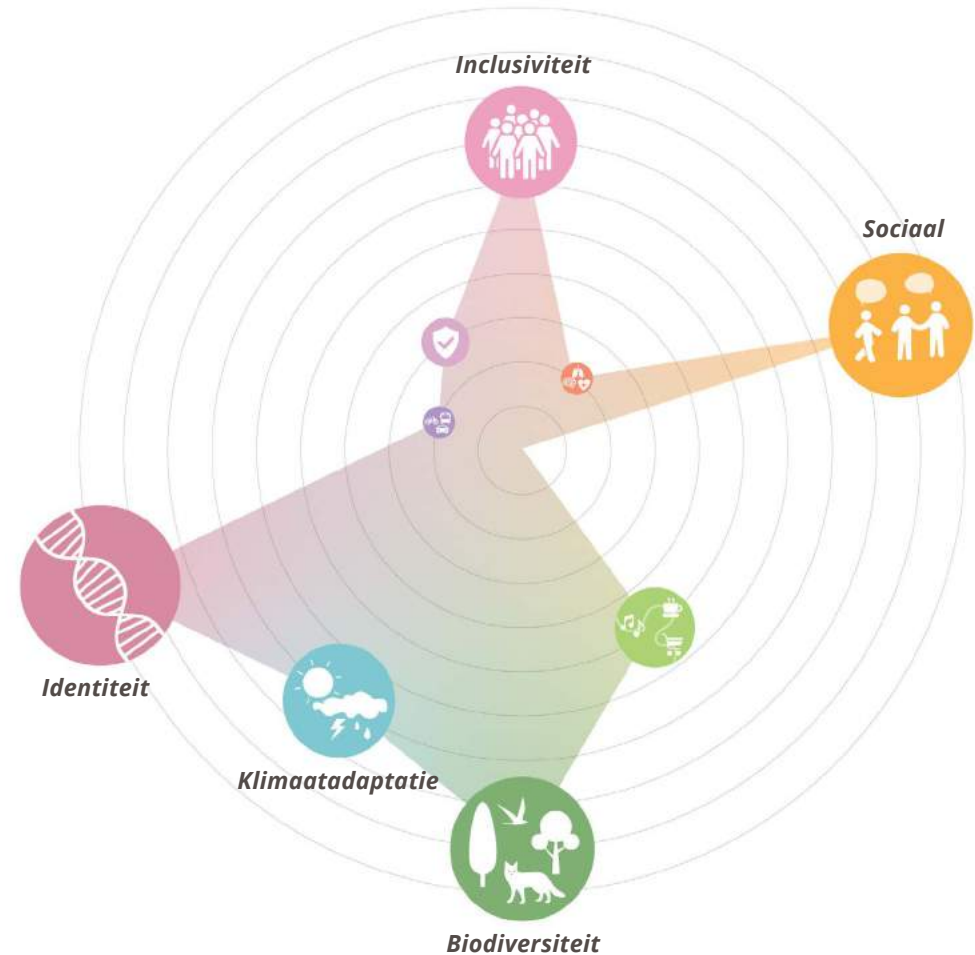 Inclusiviteit
Sociaal
Identiteit
Klimaatadaptatie
Biodiversiteit